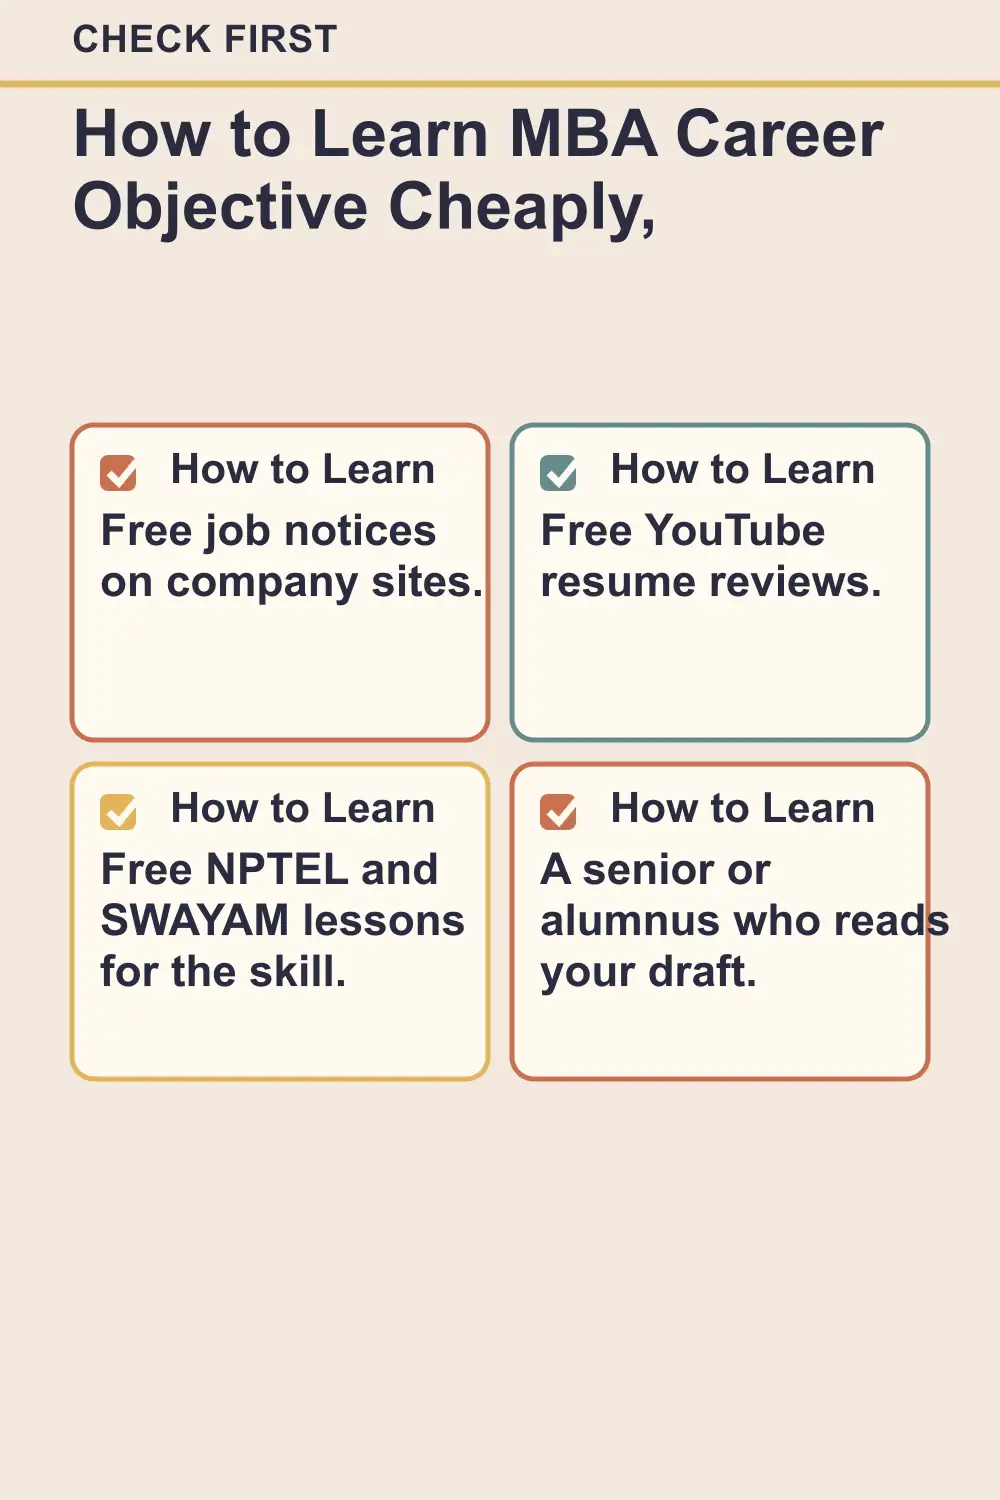 CHECK FIRST
How to Learn MBA Career
Objective Cheaply,
How to Learn
Free job notices
on company sites.
How to Learn
Free YouTube
resume reviews.
How to Learn
Free NPTEL and
SWAYAM lessons
for the skill.
How to Learn
A senior or
alumnus who reads
your draft.